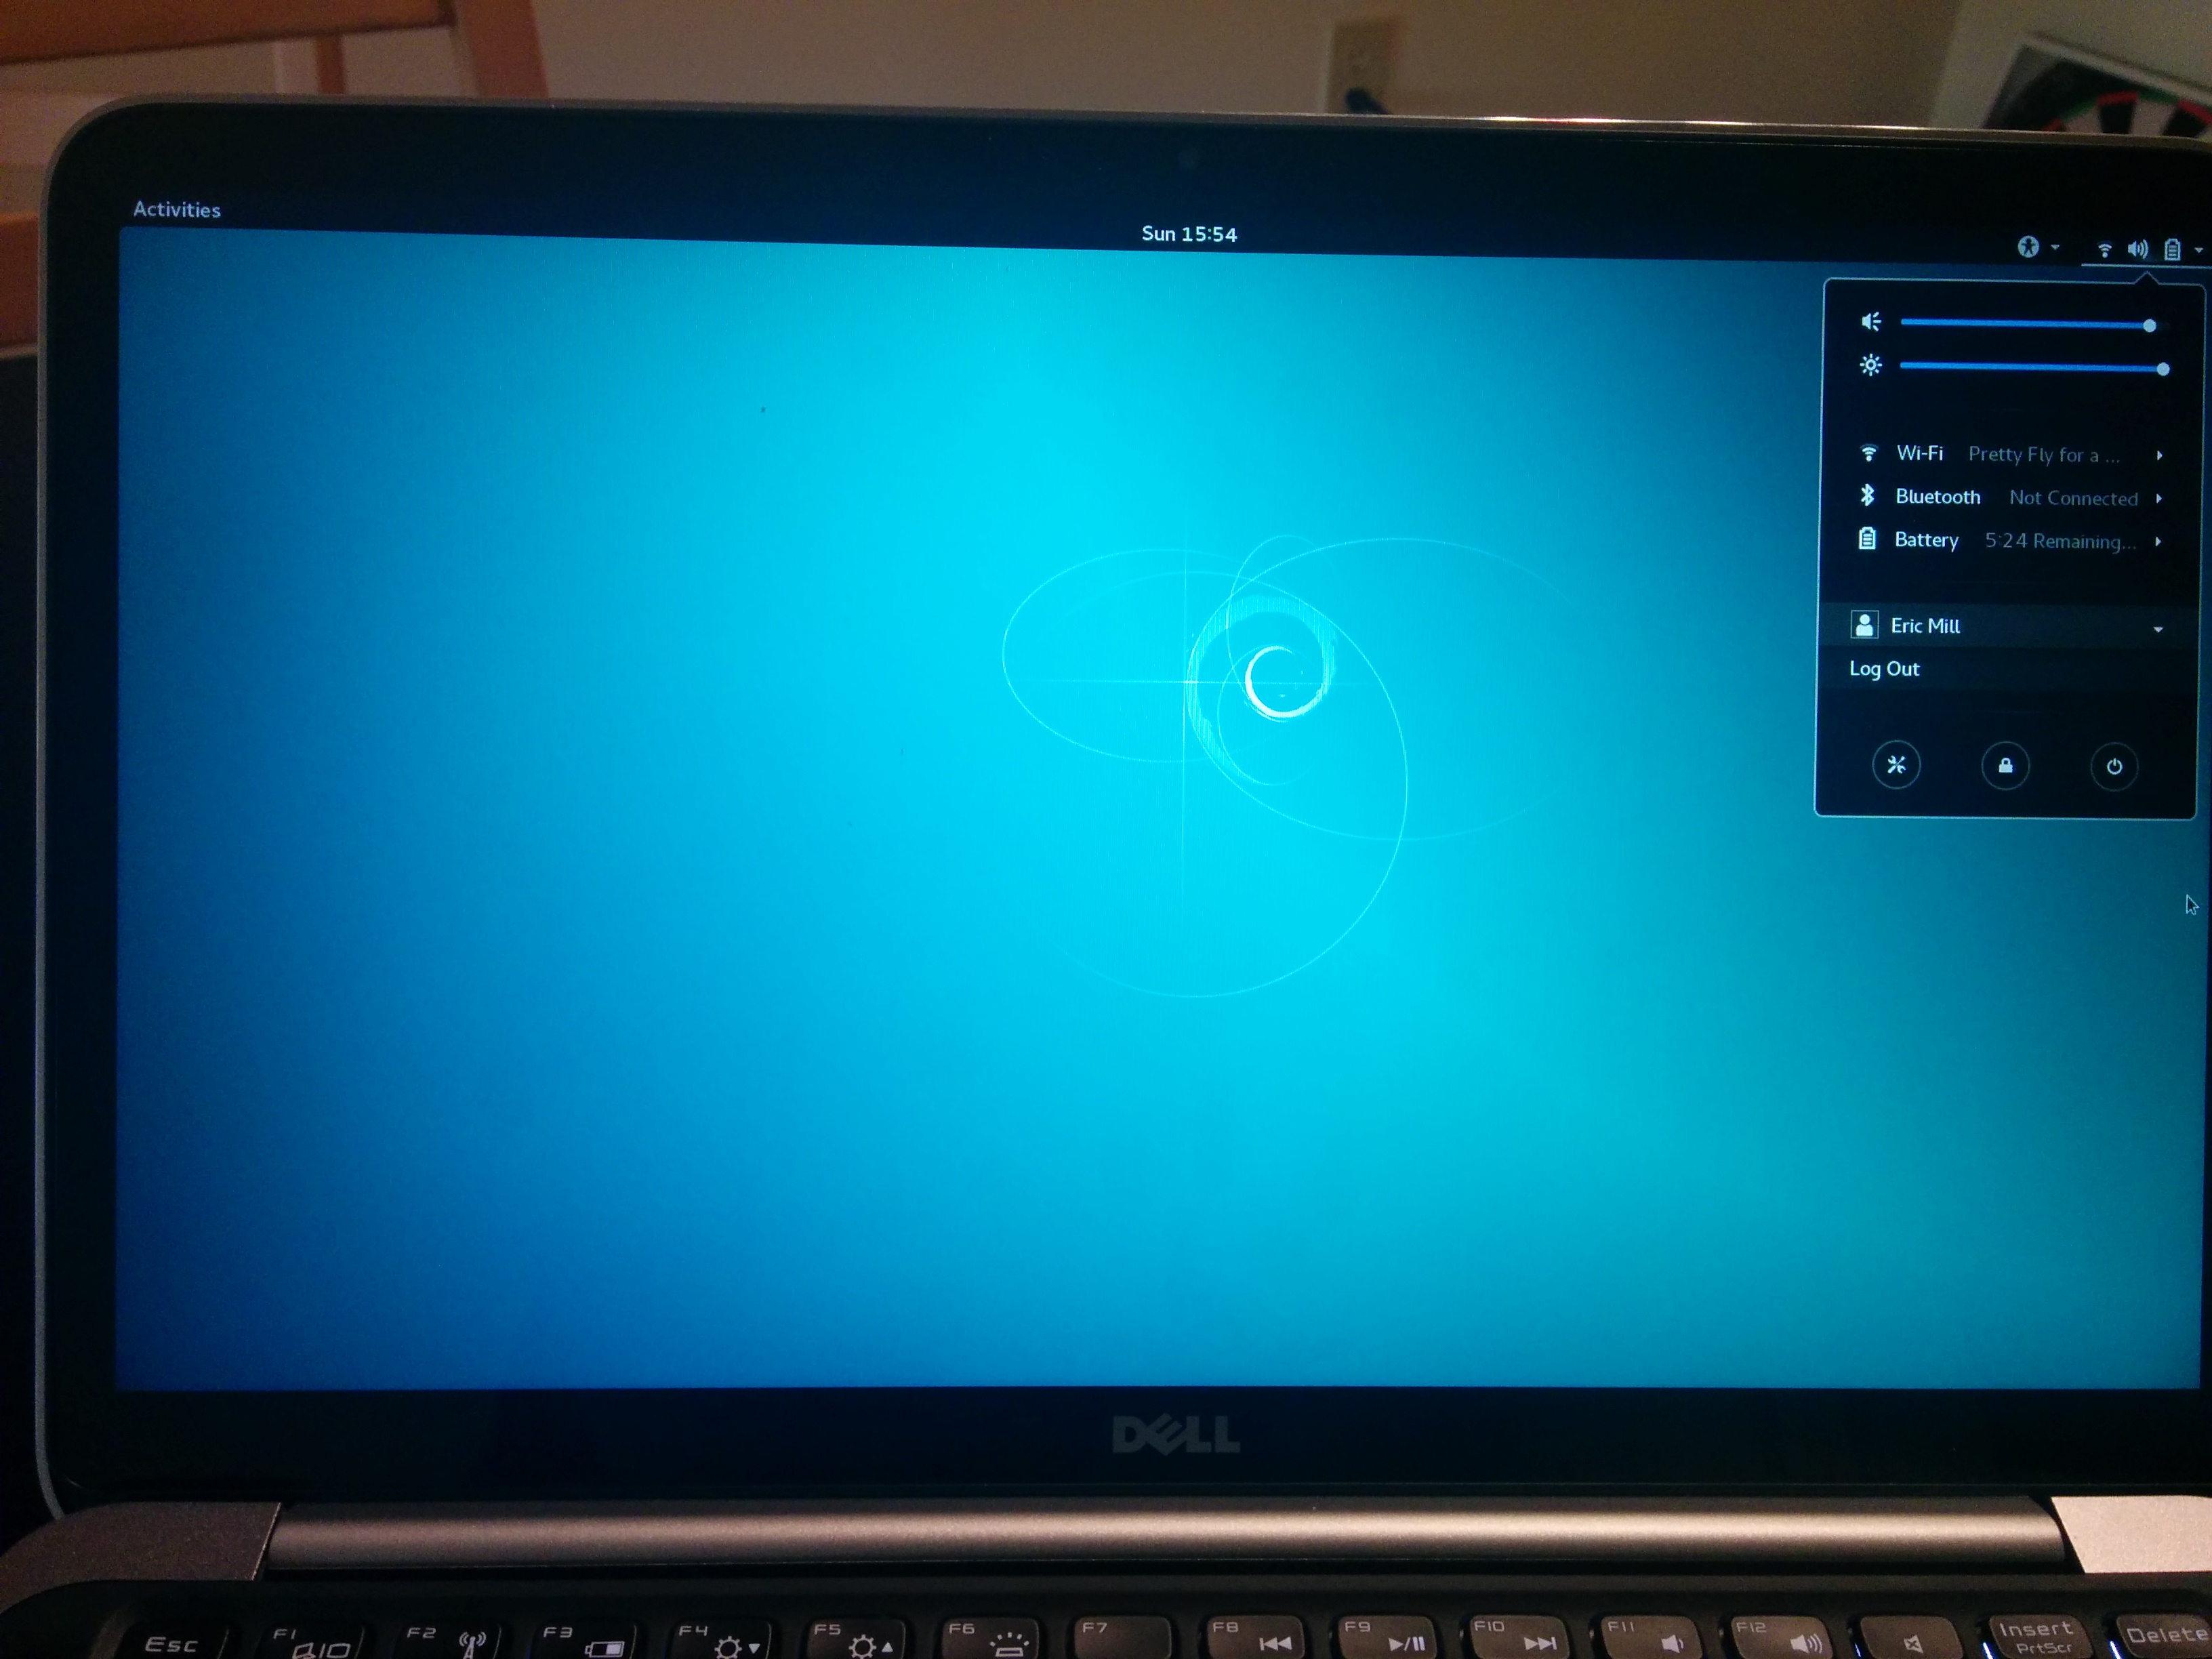 Activities
Sun 15:54
Wi-Fi Pretty Fly for a ...
Bluetooth Not Connected
Battery 5:24 Remaining...
Eric Mill
Log Out
DELL
Esc F1 F2 F3 F4 F5 F6 F7 F8 F9 F10 F11 F12 Insert Delete
PrtScr